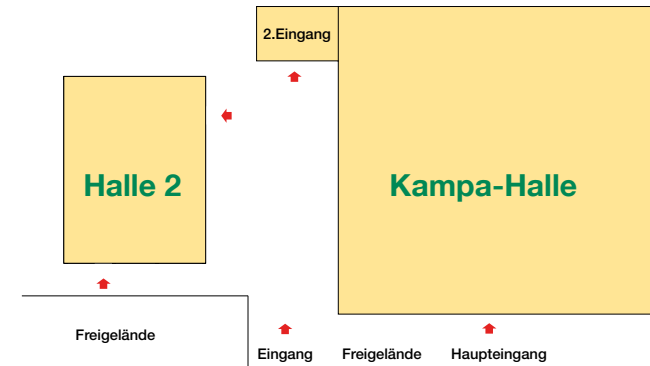 2.Eingang
Halle 2
Kampa-Halle
Freigelände
Eingang
Freigelände
Haupteingang